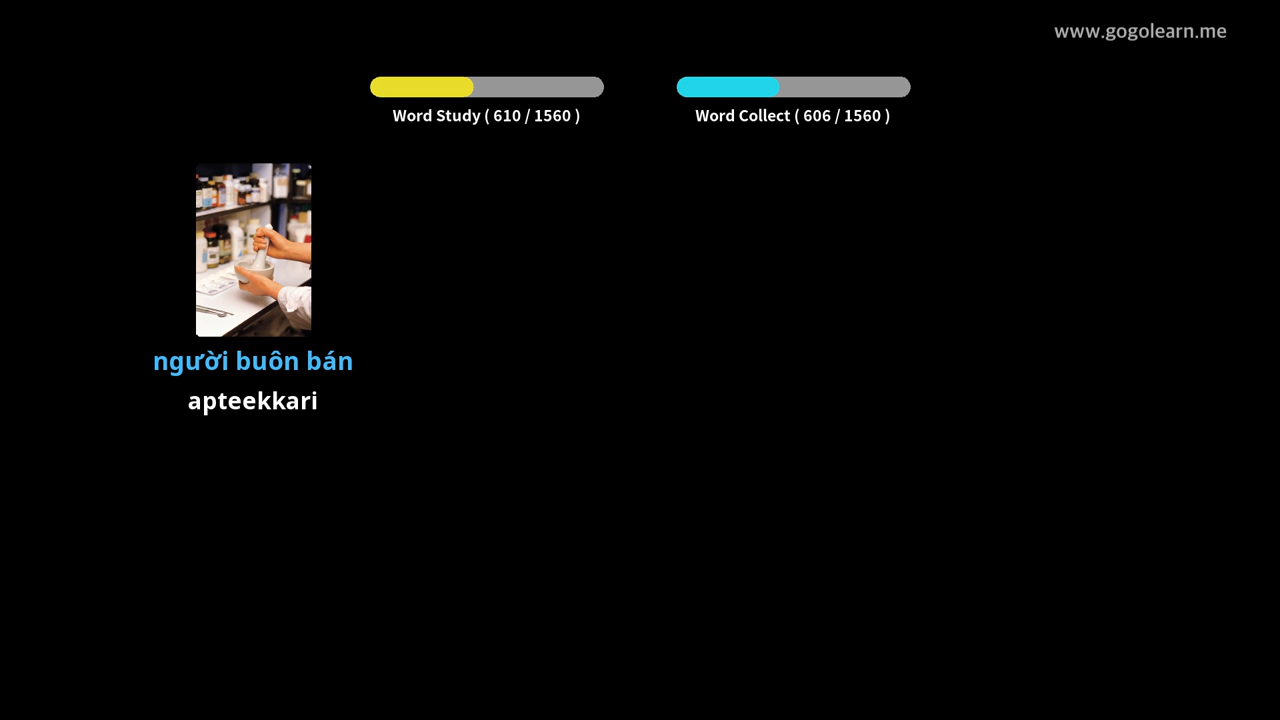 www.gogolearn.me
Word Study ( 610 / 1560 )
Word Collect ( 606 / 1560 )
người buôn bán
apteekkari